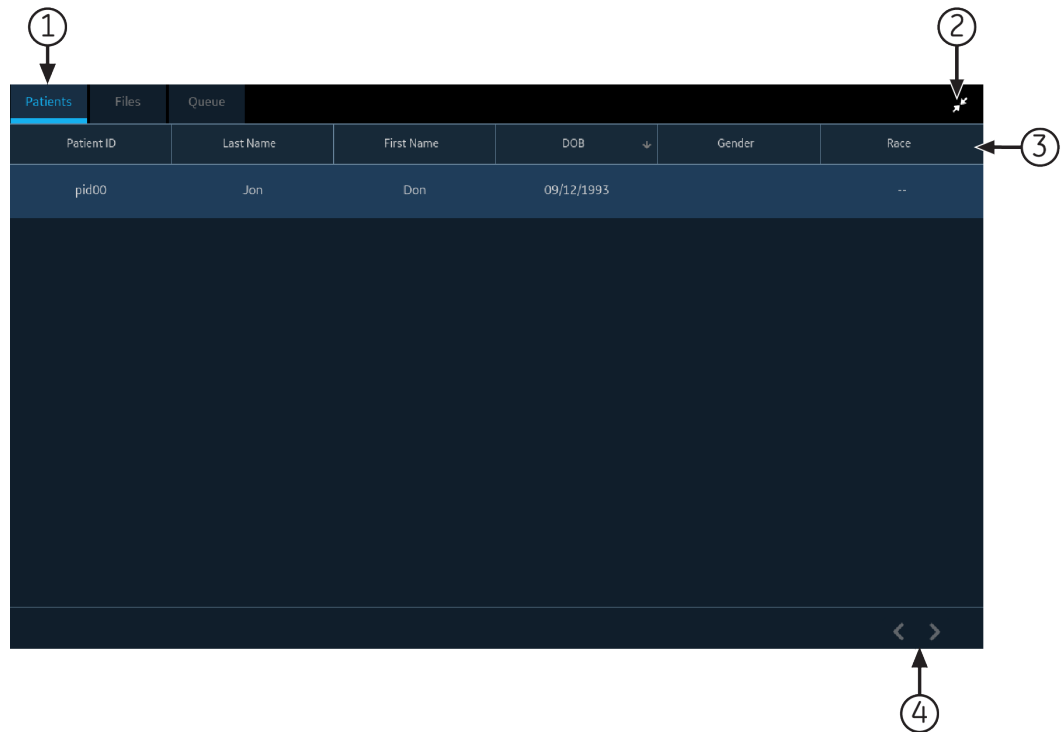 1 2
Patients Files Queue
Patient ID Last Name First Name DOB Gender Race 3
pid00 Jon Don 09/12/1993 --
4